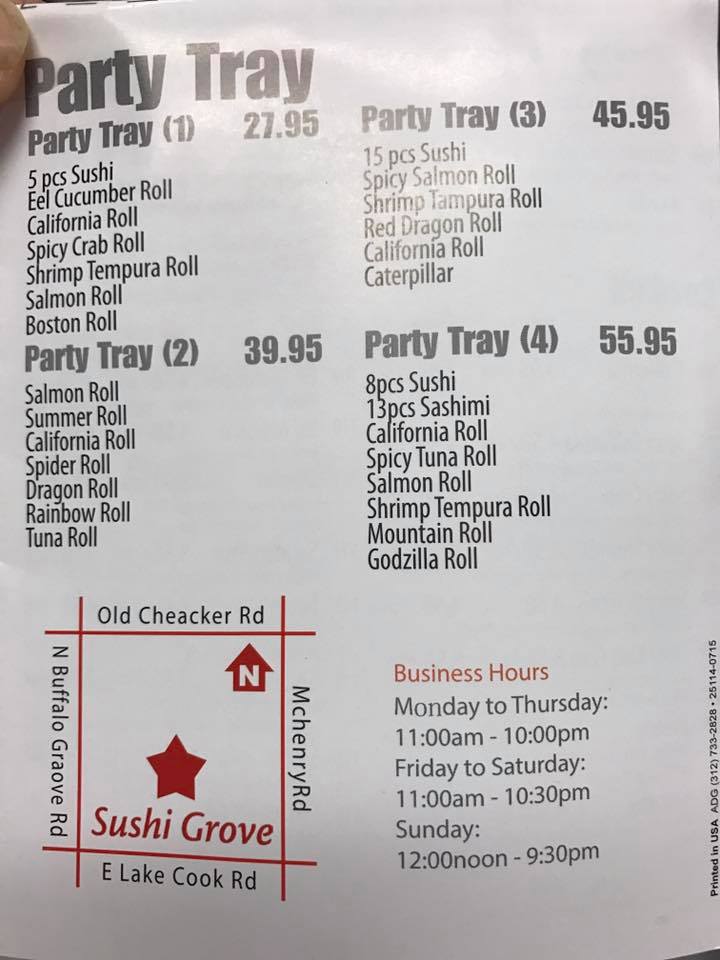 Party Tray
Party Tray (1) 27.95
5 pcs Sushi
Eel Cucumber Roll
California Roll
Spicy Crab Roll
Shrimp Tempura Roll
Salmon Roll
Boston Roll
Party Tray (2) 39.95
Salmon Roll
Summer Roll
California Roll
Spider Roll
Dragon Roll
Rainbow Roll
Tuna Roll
Party Tray (3) 45.95
15 pcs Sushi
Spicy Salmon Roll
Shrimp Tampura Roll
Red Dragon Roll
California Roll
Caterpillar
Party Tray (4) 55.95
8pcs Sushi
13pcs Sashimi
California Roll
Spicy Tuna Roll
Salmon Roll
Shrimp Tempura Roll
Mountain Roll
Godzilla Roll
Old Cheacker Rd
N Buffalo Graove Rd
N
MchenryRd
Sushi Grove
E Lake Cook Rd
Business Hours
Monday to Thursday:
11:00am - 10:00pm
Friday to Saturday:
11:00am - 10:30pm
Sunday:
12:00noon - 9:30pm
Printed in USA ADG (312) 733-2828 • 25114-0715